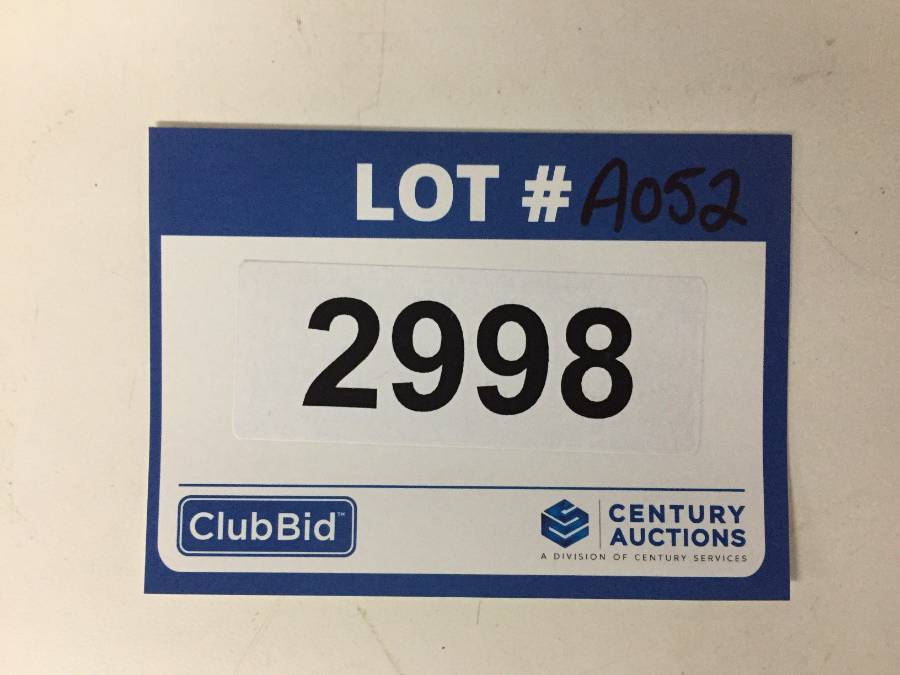 LOT # A052
2998
ClubBid™
CENTURY
AUCTIONS
A DIVISION OF CENTURY SERVICES